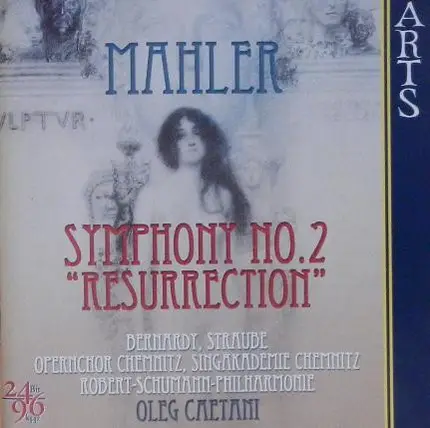 MAHLER
ARTS
VLPTVR.
SYMPHONY NO.2
"RESURRECTION"
BERNARDY, STRAUBE
OPERNCHOR CHEMNITZ, SINGAKADEMIE CHEMNITZ
ROBERT-SCHUMANN-PHILHARMONIE
OLEG CAETANI
24 Bit
96